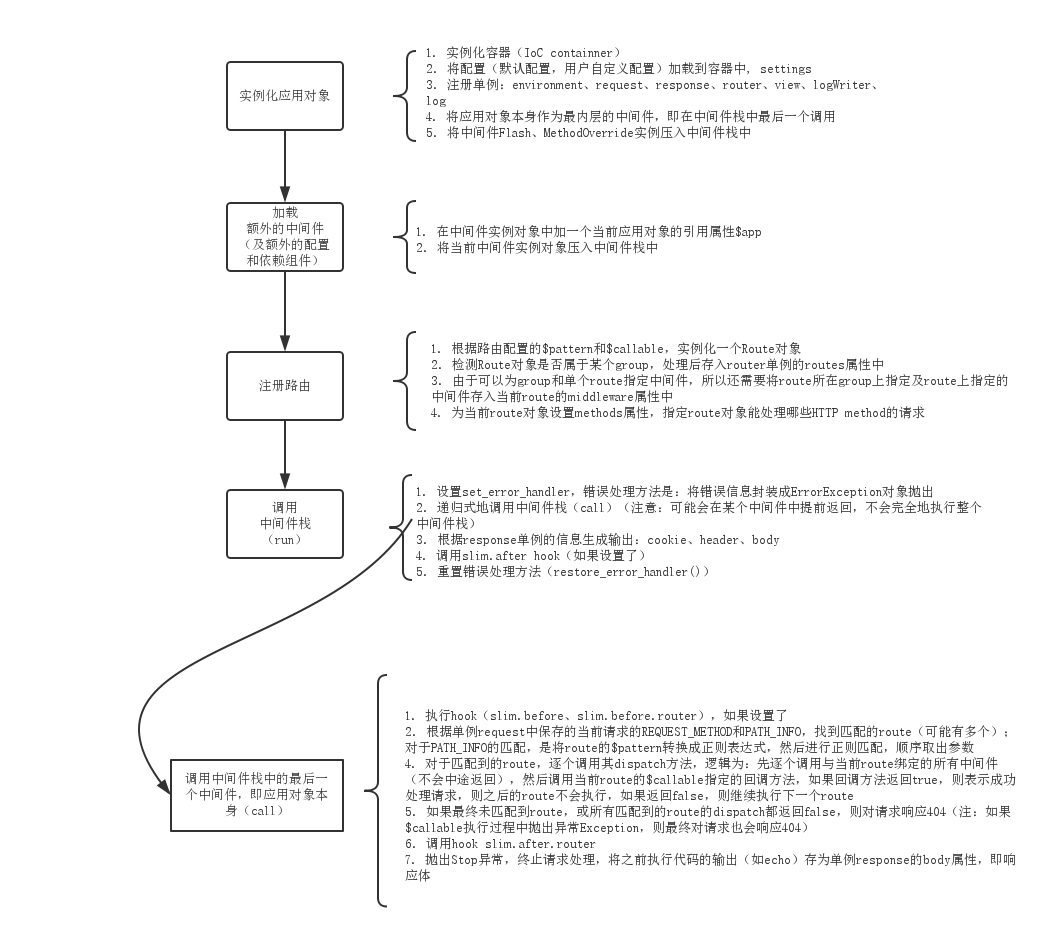 实例化应用对象
1. 实例化容器（IoC containner）
2. 将配置（默认配置，用户自定义配置）加载到容器中, settings
3. 注册单例：environment、request、response、router、view、logWriter、
log
4. 将应用对象本身作为最内层的中间件，即在中间件栈中最后一个调用
5. 将中间件Flash、MethodOverride实例压入中间件栈中
加载
额外的中间件
（及额外的配置
和依赖组件）
1. 在中间件实例对象中加一个当前应用对象的引用属性$app
2. 将当前中间件实例对象压入中间件栈中
注册路由
1. 根据路由配置的$pattern和$callable，实例化一个Route对象
2. 检测Route对象是否属于某个group，处理后存入router单例的routes属性中
3. 由于可以为group和单个route指定中间件，所以还需要将route所在group上指定及route上指定的
中间件存入当前route的middleware属性中
4. 为当前route对象设置methods属性，指定route对象能处理哪些HTTP method的请求
调用
中间件栈
（run）
1. 设置set_error_handler，错误处理方法是：将错误信息封装成ErrorException对象抛出
2. 递归式地调用中间件栈（call）（注意：可能会在某个中间件中提前返回，不会完全地执行整个
中间件栈）
3. 根据response单例的信息生成输出：cookie、header、body
4. 调用slim.after hook（如果设置了）
5. 重置错误处理方法（restore_error_handler()）
调用中间件栈中的最后一
个中间件，即应用对象本
身（call）
1. 执行hook（slim.before、slim.before.router），如果设置了
2. 根据单例request中保存的当前请求的REQUEST_METHOD和PATH_INFO，找到匹配的route（可能有多个）；
对于PATH_INFO的匹配，是将route的$pattern转换成正则表达式，然后进行正则匹配，顺序取出参数
4. 对于匹配到的route，逐个调用其dispatch方法，逻辑为：先逐个调用与当前route绑定的所有中间件
（不会中途返回），然后调用当前route的$callable指定的回调方法，如果回调方法返回true，则表示成功
处理请求，则之后的route不会执行，如果返回false，则继续执行下一个route
5. 如果最终未匹配到route，或所有匹配到的route的dispatch都返回false，则对请求响应404（注：如果
$callable执行过程中抛出异常Exception，则最终对请求也会响应404）
6. 调用hook slim.after.router
7. 抛出Stop异常，终止请求处理，将之前执行代码的输出（如echo）存为单例response的body属性，即响
应体